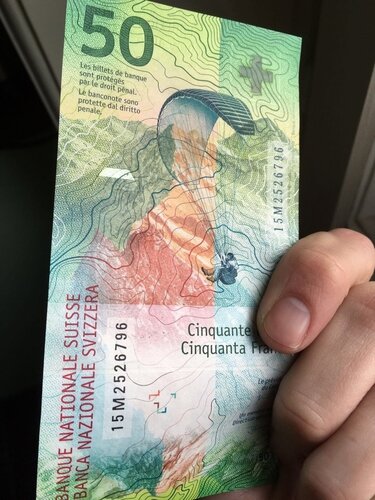 50
Les billets de banque
sont protégés
par le droit pénal.
Le banconote sono
protette dal diritto
penale.
15M2526796
Cinquante
Cinquanta Fran
BANQUE NATIONALE SUISSE
BANCA NAZIONALE SVIZZERA
15M2526796